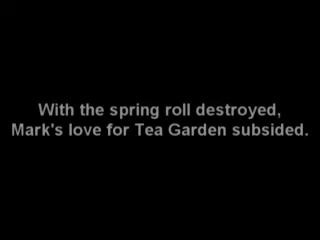 With the spring roll destroyed,
Mark's love for Tea Garden subsided.